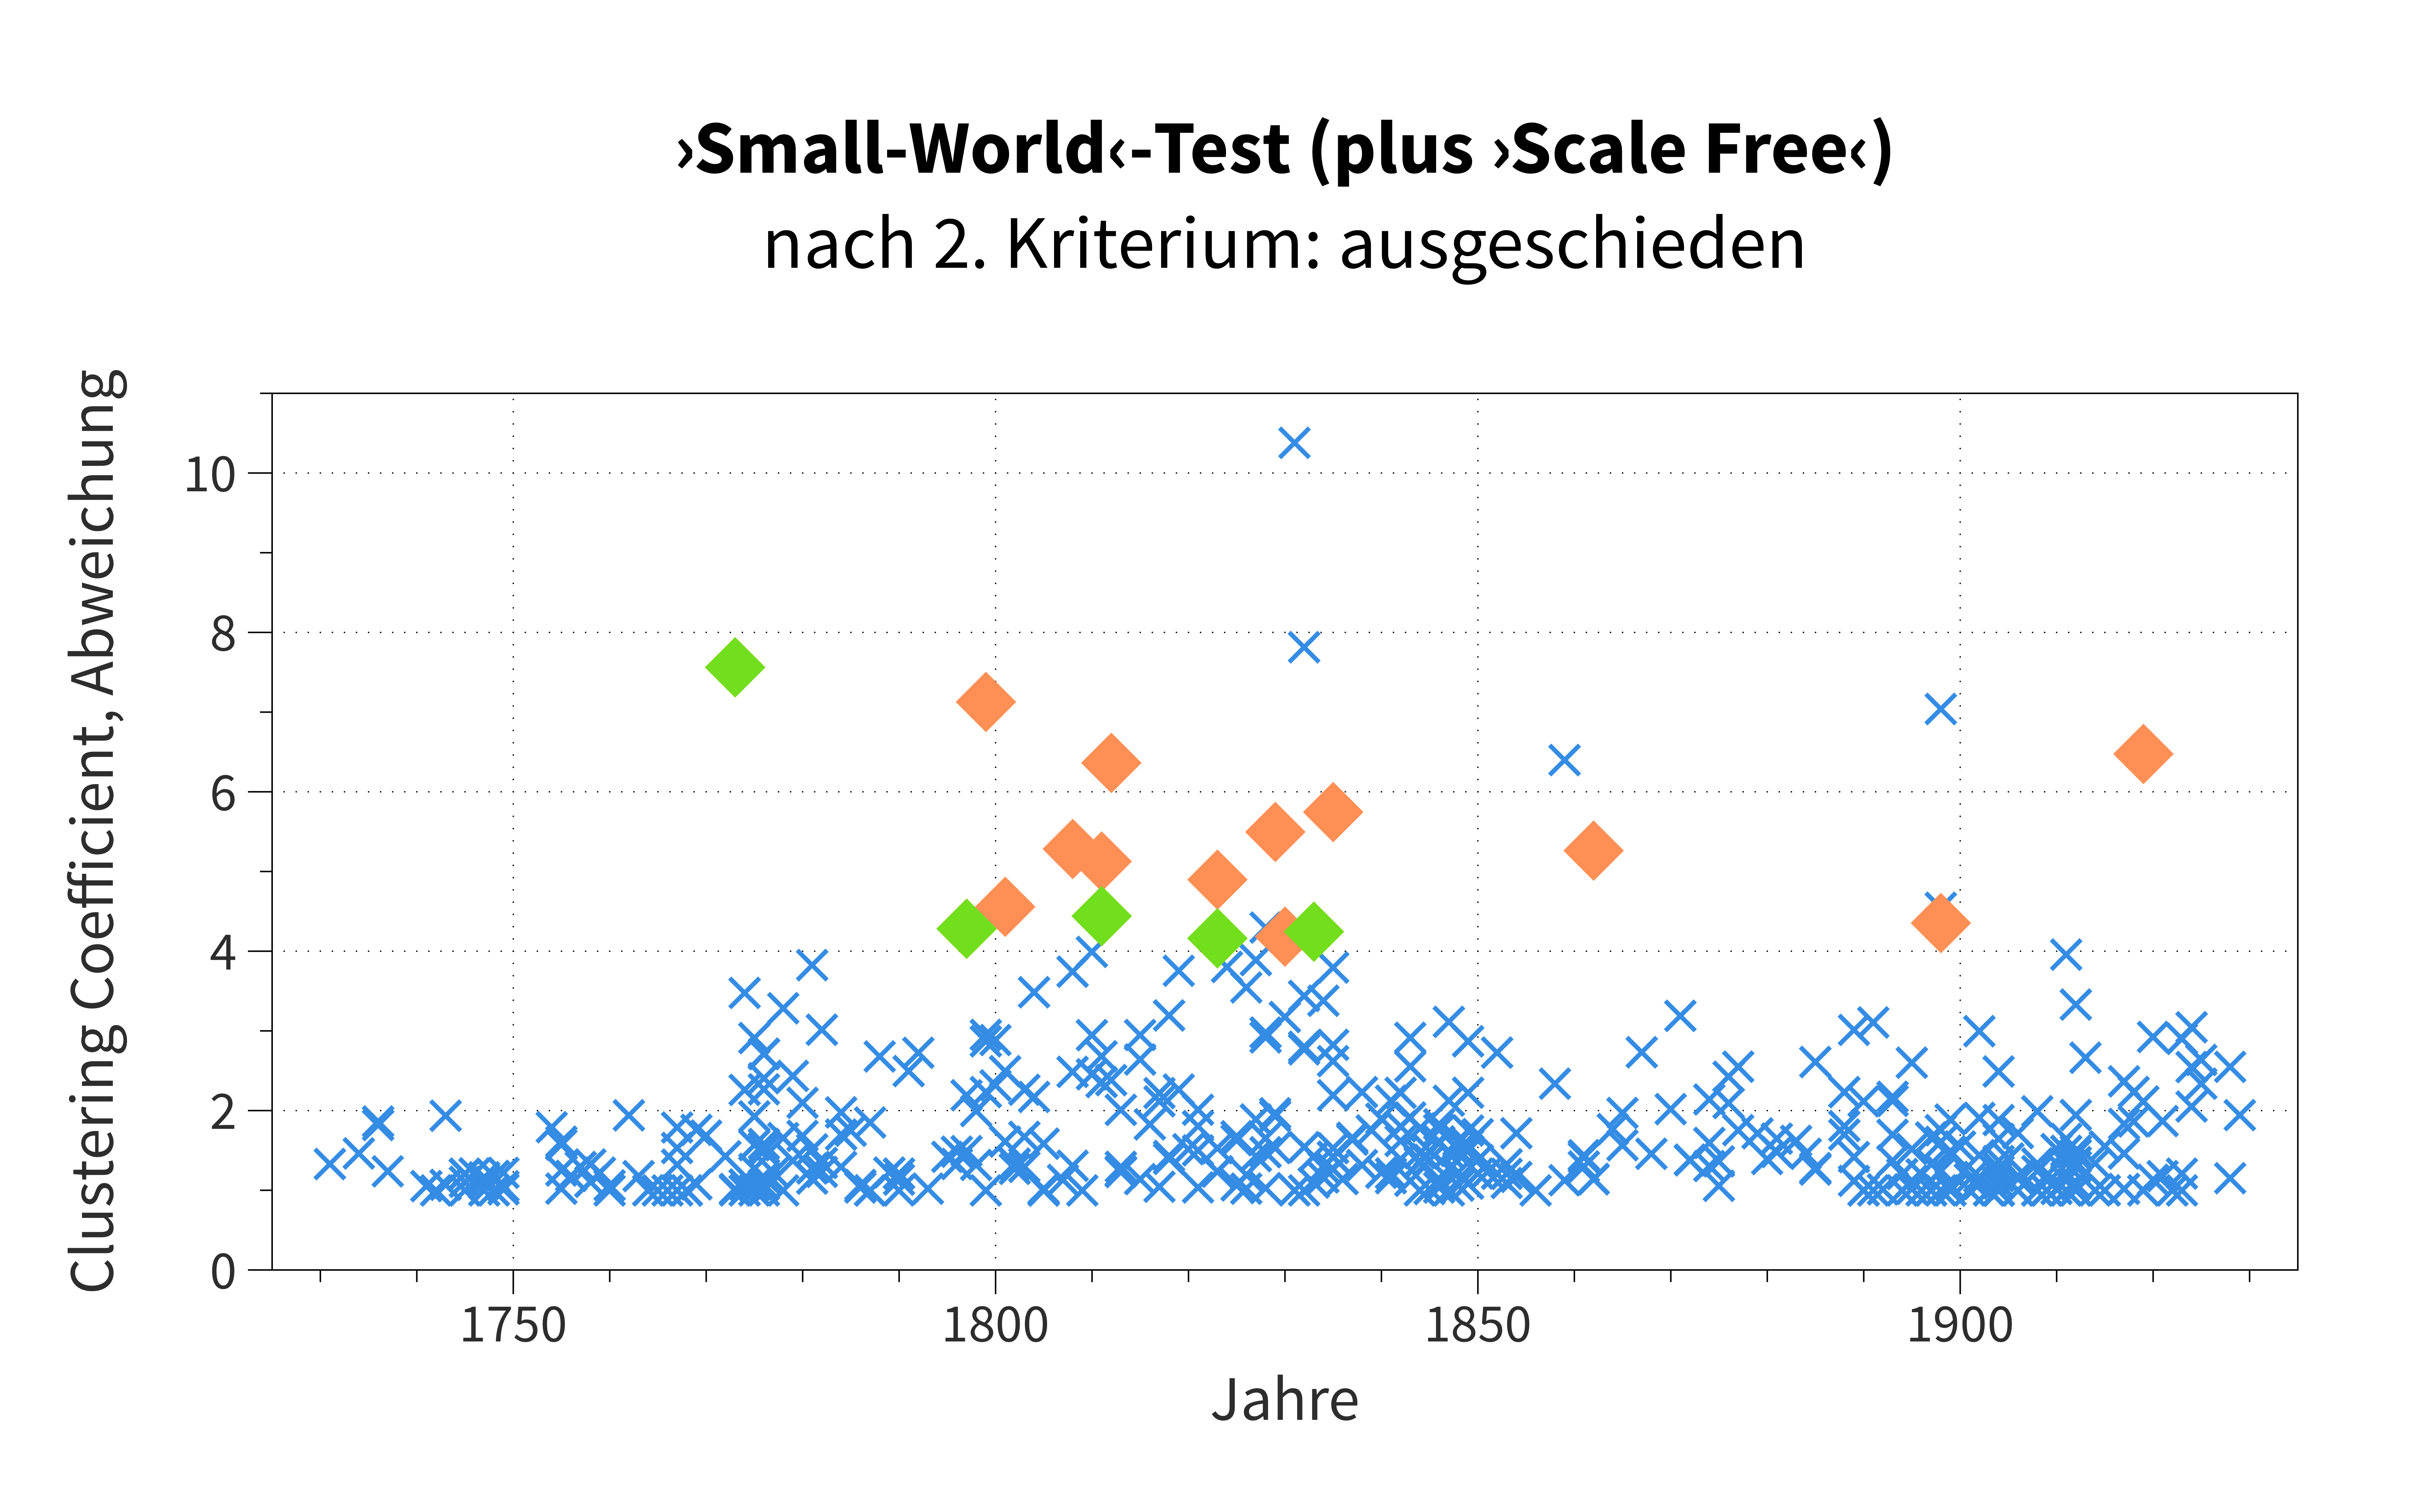 ›Small-World‹-Test (plus ›Scale Free‹)
nach 2. Kriterium: ausgeschieden
Clustering Coefficient, Abweichung
10
8
6
4
2
0
1750
1800
1850
1900
Jahre